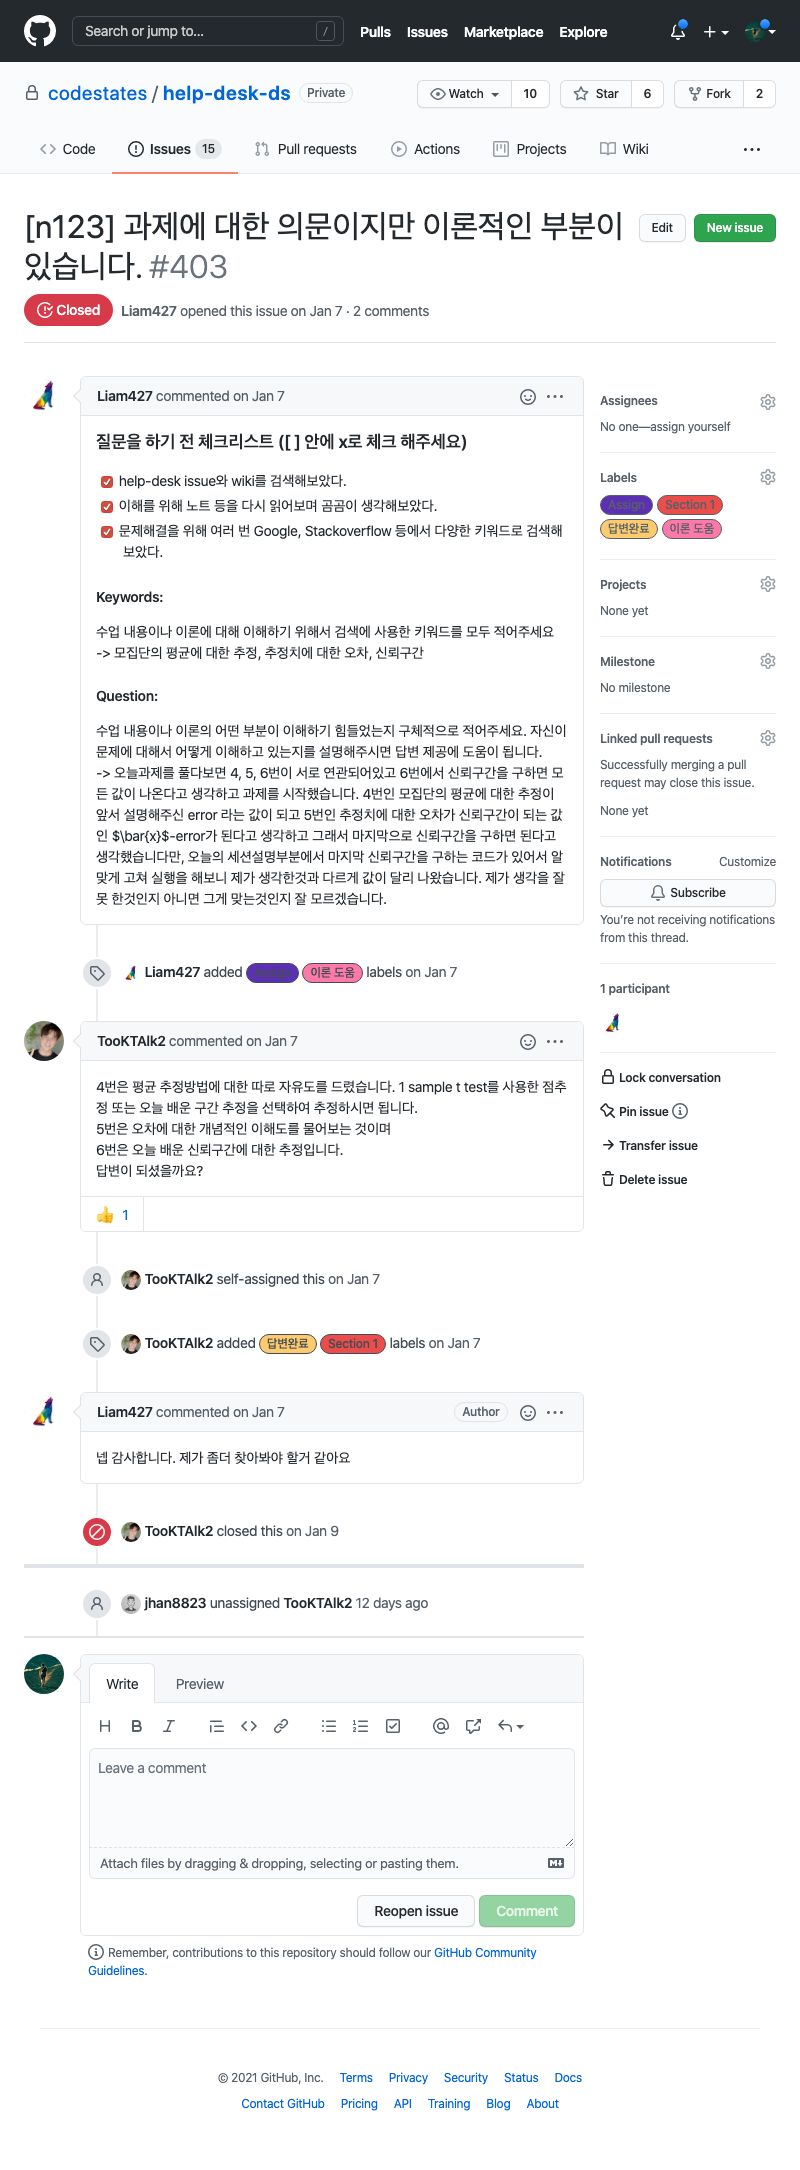 Search or jump to... /
Pulls Issues Marketplace Explore
codestates / help-desk-ds Private
Watch 10 Star 6 Fork 2
Code Issues 15 Pull requests Actions Projects Wiki ...
[n123] 과제에 대한 의문이지만 이론적인 부분이
있습니다. #403
Edit New issue
Closed Liam427 opened this issue on Jan 7 · 2 comments
Liam427 commented on Jan 7
질문을 하기 전 체크리스트 ([ ] 안에 x로 체크 해주세요)
help-desk issue와 wiki를 검색해보았다.
이해를 위해 노트 등을 다시 읽어보며 곰곰이 생각해보았다.
문제해결을 위해 여러 번 Google, Stackoverflow 등에서 다양한 키워드로 검색해
보았다.
Keywords:
수업 내용이나 이론에 대해 이해하기 위해서 검색에 사용한 키워드를 모두 적어주세요
-> 모집단의 평균에 대한 추정, 추정치에 대한 오차, 신뢰구간
Question:
수업 내용이나 이론의 어떤 부분이 이해하기 힘들었는지 구체적으로 적어주세요. 자신이
문제에 대해서 어떻게 이해하고 있는지를 설명해주시면 답변 제공에 도움이 됩니다.
-> 오늘과제를 풀다보면 4, 5, 6번이 서로 연관되어있고 6번에서 신뢰구간을 구하면 모
든 값이 나온다고 생각하고 과제를 시작했습니다. 4번인 모집단의 평균에 대한 추정이
앞서 설명해주신 error 라는 값이 되고 5번인 추정치에 대한 오차가 신뢰구간이 되는 값
인 $\bar{x}$-error가 된다고 생각하고 그래서 마지막으로 신뢰구간을 구하면 된다고
생각했습니다만, 오늘의 세션설명부분에서 마지막 신뢰구간을 구하는 코드가 있어서 알
맞게 고쳐 실행을 해보니 제가 생각한것과 다르게 값이 달리 나왔습니다. 제가 생각을 잘
못 한것인지 아니면 그게 맞는것인지 잘 모르겠습니다.
Liam427 added Assign 이론 도움 labels on Jan 7
TooKTAlk2 commented on Jan 7
4번은 평균 추정방법에 대한 따로 자유도를 드렸습니다. 1 sample t test를 사용한 점추
정 또는 오늘 배운 구간 추정을 선택하여 추정하시면 됩니다.
5번은 오차에 대한 개념적인 이해도를 물어보는 것이며
6번은 오늘 배운 신뢰구간에 대한 추정입니다.
답변이 되셨을까요?
👍 1
TooKTAlk2 self-assigned this on Jan 7
TooKTAlk2 added 답변완료 Section 1 labels on Jan 7
Liam427 commented on Jan 7 Author
넵 감사합니다. 제가 좀더 찾아봐야 할거 같아요
TooKTAlk2 closed this on Jan 9
jhan8823 unassigned TooKTAlk2 12 days ago
Write Preview
Leave a comment
Attach files by dragging & dropping, selecting or pasting them.
Reopen issue Comment
Remember, contributions to this repository should follow our GitHub Community
Guidelines.
Assignees
No one—assign yourself
Labels
Assign Section 1
답변완료 이론 도움
Projects
None yet
Milestone
No milestone
Linked pull requests
Successfully merging a pull
request may close this issue.
None yet
Notifications Customize
Subscribe
You're not receiving notifications
from this thread.
1 participant
Lock conversation
Pin issue
Transfer issue
Delete issue
© 2021 GitHub, Inc. Terms Privacy Security Status Docs
Contact GitHub Pricing API Training Blog About